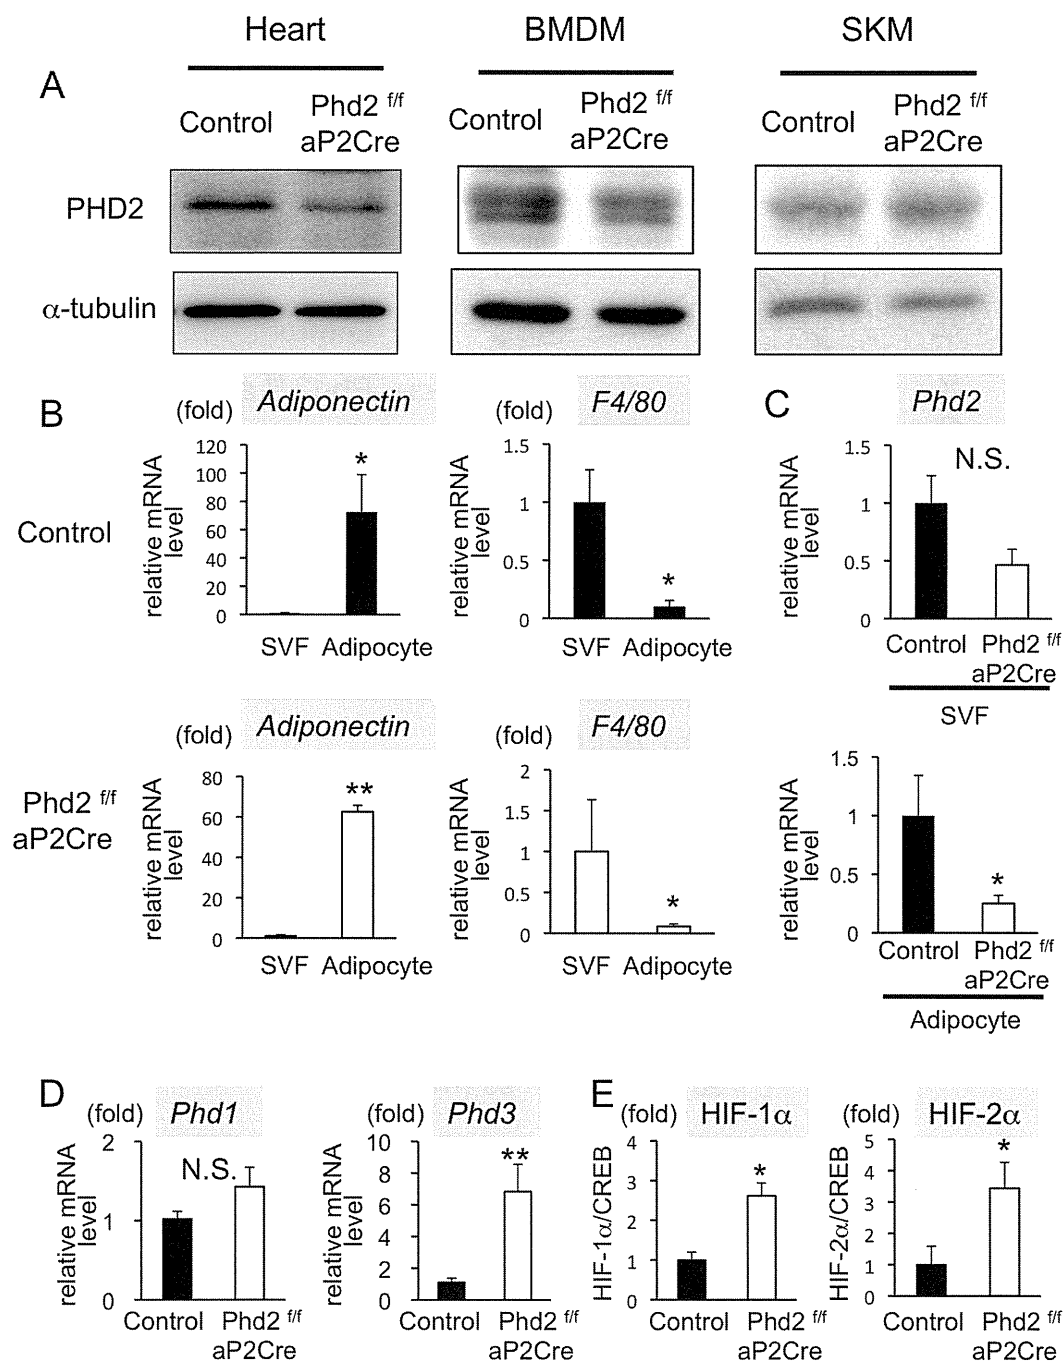 Heart BMDM SKM
A
Control Phd2 f/f aP2Cre Control Phd2 f/f aP2Cre Control Phd2 f/f aP2Cre
PHD2
α-tubulin
B
(fold) Adiponectin
relative mRNA level
120
100
80
60
40
20
0
*
SVF Adipocyte
(fold) F4/80
relative mRNA level
1.5
1
0.5
0
*
SVF Adipocyte
Control
C
Phd2
relative mRNA level
1.5
1
0.5
0
N.S.
Control Phd2 f/f aP2Cre
SVF
Phd2 f/f
aP2Cre
(fold) Adiponectin
relative mRNA level
80
60
40
20
0
**
SVF Adipocyte
(fold) F4/80
relative mRNA level
2
1.5
1
0.5
0
*
SVF Adipocyte
relative mRNA level
1.5
1
0.5
0
*
Control Phd2 f/f aP2Cre
Adipocyte
D
(fold) Phd1
relative mRNA level
2
1
0
N.S.
Control Phd2 f/f aP2Cre
(fold) Phd3
relative mRNA level
10
8
6
4
2
0
**
Control Phd2 f/f aP2Cre
E
(fold) HIF-1α
HIF-1α/CREB
4
3
2
1
0
*
Control Phd2 f/f aP2Cre
(fold) HIF-2α
HIF-2α/CREB
5
4
3
2
1
0
*
Control Phd2 f/f aP2Cre